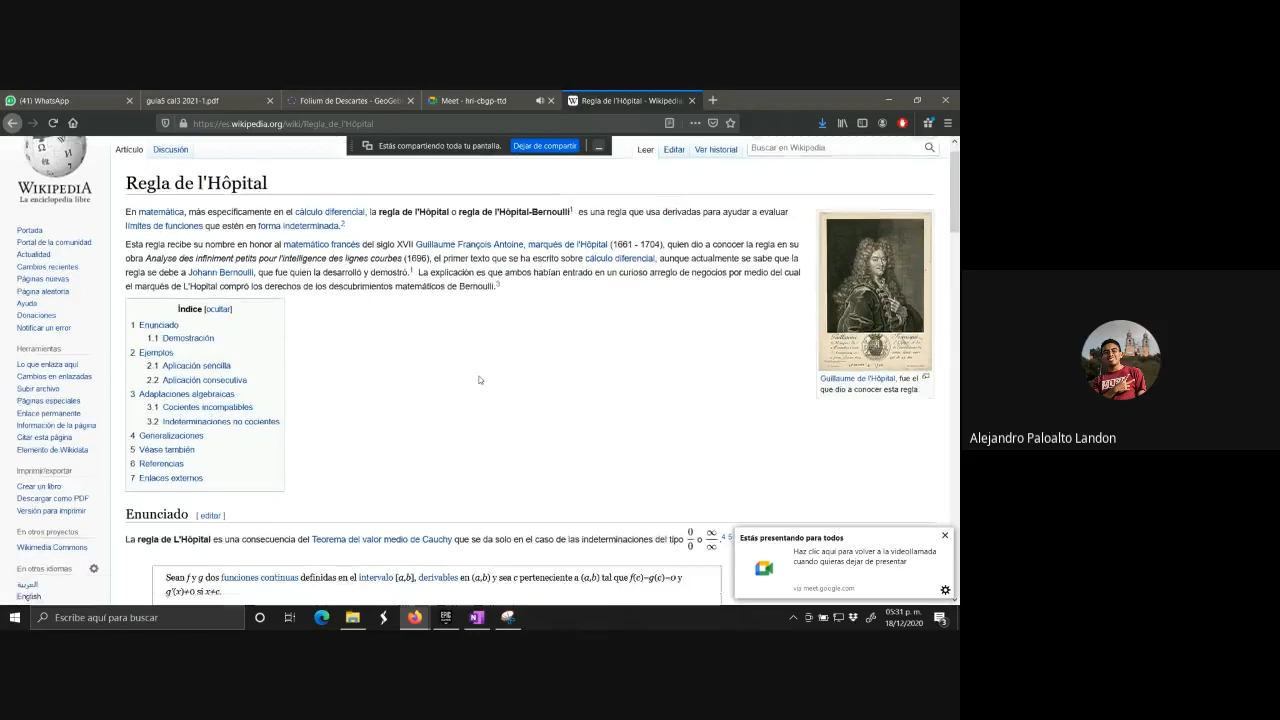 (41) WhatsApp
guia5 cal3 2021-1.pdf
Folium de Descartes - GeoGeb
Meet - hri-cbgp-ttd
Regla de l'Hôpital - Wikipedia
https://es.wikipedia.org/wiki/Regla_de_l'Hôpital
Estás compartiendo toda tu pantalla.
Dejar de compartir
WIKIPEDIA
La enciclopedia libre
Artículo
Discusión
Leer
Editar
Ver historial
Buscar en Wikipedia
Portada
Portal de la comunidad
Actualidad
Cambios recientes
Páginas nuevas
Página aleatoria
Ayuda
Donaciones
Notificar un error
Herramientas
Lo que enlaza aquí
Cambios en enlazadas
Subir archivo
Páginas especiales
Enlace permanente
Información de la página
Citar esta página
Elemento de Wikidata
Imprimir/exportar
Crear un libro
Descargar como PDF
Versión para imprimir
En otros proyectos
Wikimedia Commons
En otros idiomas
العربية
English
Regla de l'Hôpital
En matemática, más específicamente en el cálculo diferencial, la regla de l'Hôpital o regla de l'Hôpital-Bernoulli1 es una regla que usa derivadas para ayudar a evaluar
límites de funciones que estén en forma indeterminada.2
Esta regla recibe su nombre en honor al matemático francés del siglo XVII Guillaume François Antoine, marqués de l'Hôpital (1661 - 1704), quien dio a conocer la regla en su
obra Analyse des infiniment petits pour l'intelligence des lignes courbes (1696), el primer texto que se ha escrito sobre cálculo diferencial, aunque actualmente se sabe que la
regla se debe a Johann Bernoulli, que fue quien la desarrolló y demostró.1 La explicación es que ambos habían entrado en un curioso arreglo de negocios por medio del cual
el marqués de L'Hopital compró los derechos de los descubrimientos matemáticos de Bernoulli.3
Índice [ocultar]
1 Enunciado
1.1 Demostración
2 Ejemplos
2.1 Aplicación sencilla
2.2 Aplicación consecutiva
3 Adaptaciones algebraicas
3.1 Cocientes incompatibles
3.2 Indeterminaciones no cocientes
4 Generalizaciones
5 Véase también
6 Referencias
7 Enlaces externos
Guillaume de l'Hôpital, fue el
que dio a conocer esta regla.
Enunciado [ editar ]
La regla de L'Hôpital es una consecuencia del Teorema del valor medio de Cauchy que se da solo en el caso de las indeterminaciones del tipo 0/0 o ∞/∞.4 5
Sean f y g dos funciones continuas definidas en el intervalo [a,b], derivables en (a,b) y sea c perteneciente a (a,b) tal que f(c)=g(c)=0 y
g'(x)≠0 si x≠c.
Estás presentando para todos
Haz clic aquí para volver a la videollamada
cuando quieras dejar de presentar
via meet.google.com
Escribe aquí para buscar
05:31 p. m.
18/12/2020
3
Alejandro Paloalto Landon